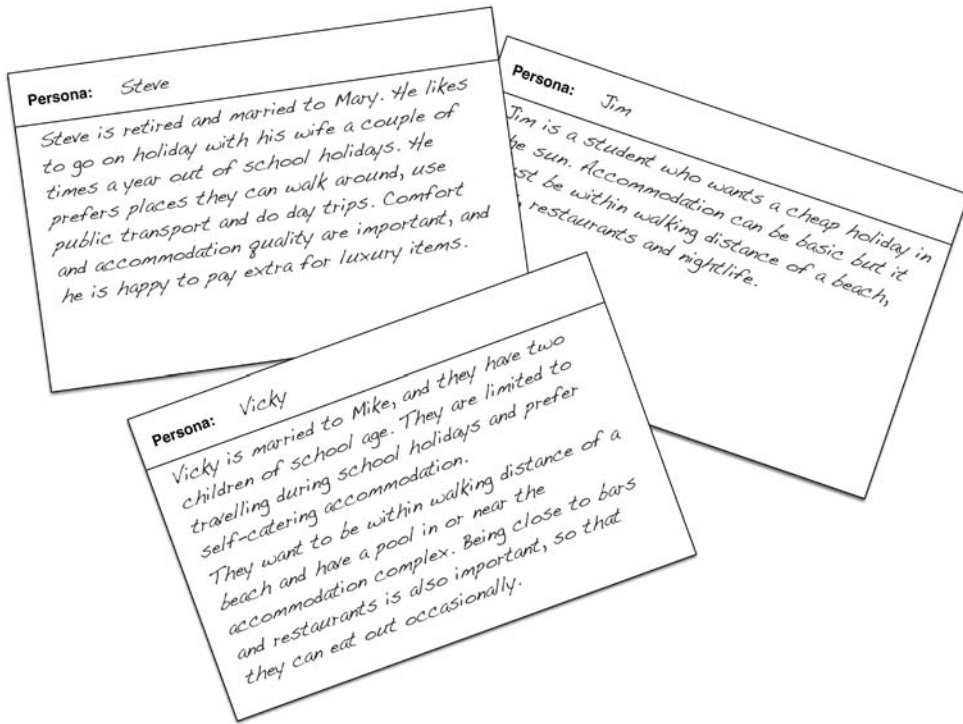 Persona: Steve
Steve is retired and married to Mary. He likes
to go on holiday with his wife a couple of
times a year out of school holidays. He
prefers places they can walk around, use
public transport and do day trips. Comfort
and accommodation quality are important, and
he is happy to pay extra for luxury items.
Persona: Jim
Jim is a student who wants a cheap holiday in
he sun. Accommodation can be basic but it
ust be within walking distance of a beach,
, restaurants and nightlife.
Persona: Vicky
Vicky is married to Mike, and they have two
children of school age. They are limited to
travelling during school holidays and prefer
self-catering accommodation.
They want to be within walking distance of a
beach and have a pool in or near the
accommodation complex. Being close to bars
and restaurants is also important, so that
they can eat out occasionally.